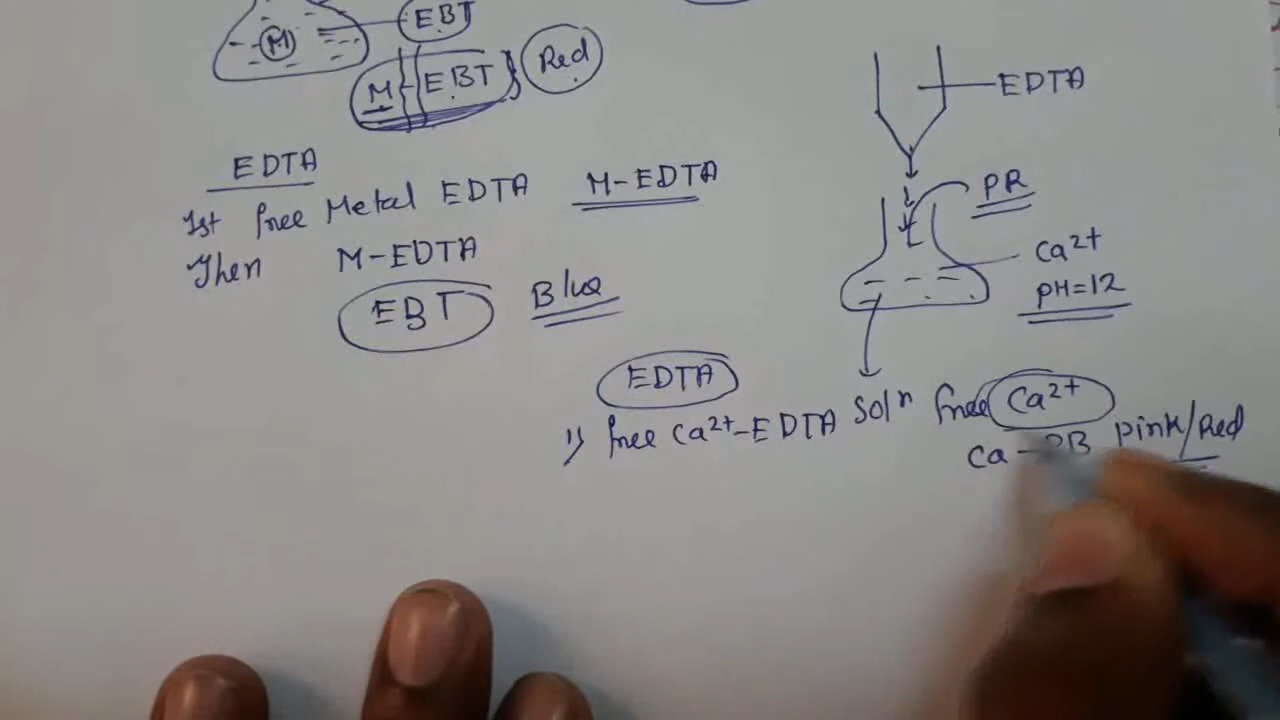 EBT
M
M-EBT Red
EDTA
EDTA
1st free Metal EDTA M-EDTA
PR
Then M-EDTA
Ca2+
EBT Blue
pH=12
EDTA
Soln free Ca2+
1) free Ca2+-EDTA
Ca- pink/Red